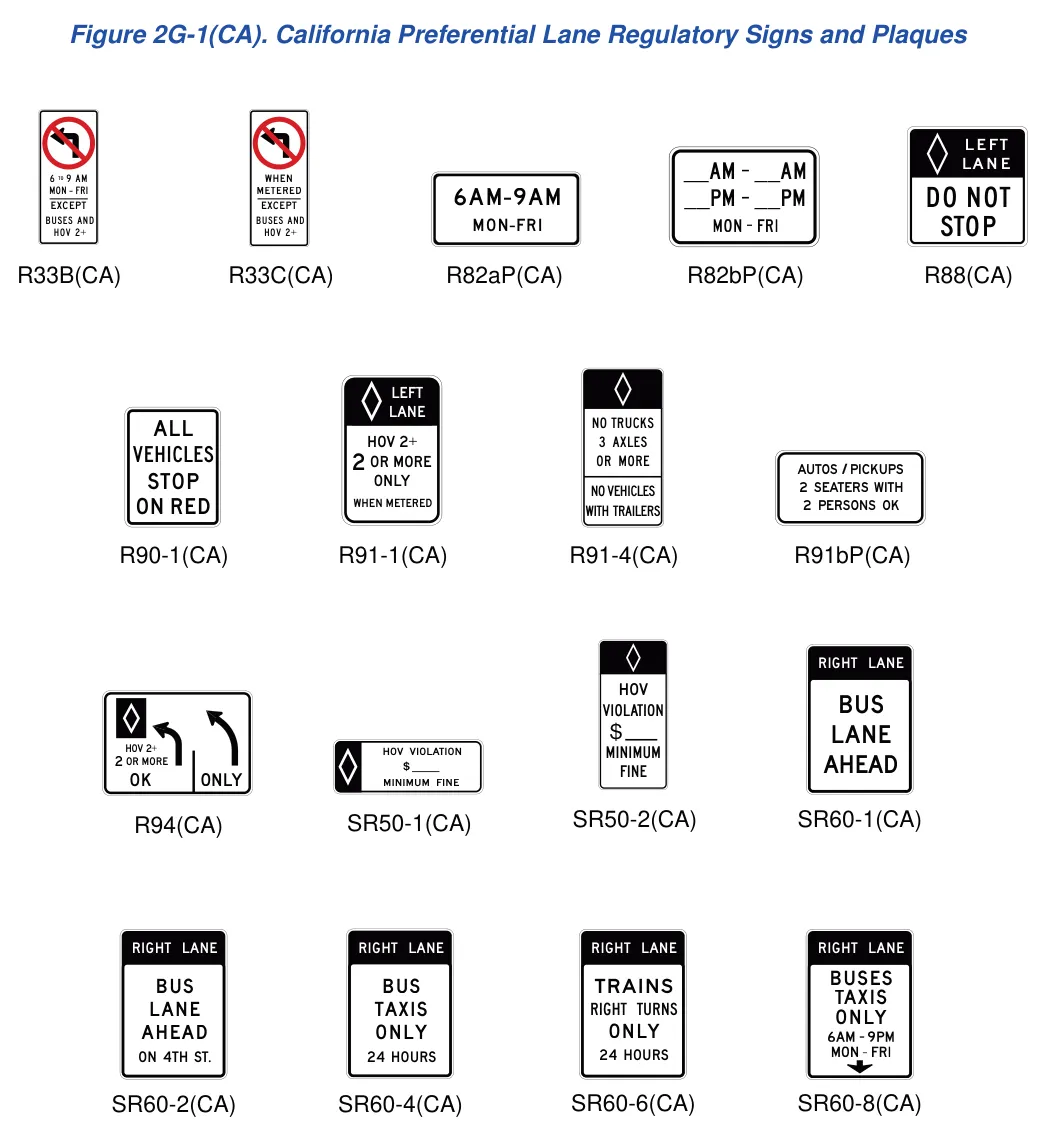 Figure 2G-1(CA). California Preferential Lane Regulatory Signs and Plaques
6 TO 9 AM
MON - FRI
EXCEPT
BUSES AND
HOV 2+
R33B(CA)
WHEN
METERED
EXCEPT
BUSES AND
HOV 2+
R33C(CA)
6AM-9AM
MON-FRI
R82aP(CA)
__AM - __AM
__PM - __PM
MON - FRI
R82bP(CA)
LEFT
LANE
DO NOT
STOP
R88(CA)
ALL
VEHICLES
STOP
ON RED
R90-1(CA)
LEFT
LANE
HOV 2+
2 OR MORE
ONLY
WHEN METERED
R91-1(CA)
NO TRUCKS
3 AXLES
OR MORE
NO VEHICLES
WITH TRAILERS
R91-4(CA)
AUTOS / PICKUPS
2 SEATERS WITH
2 PERSONS OK
R91bP(CA)
HOV 2+
2 OR MORE
OK
ONLY
R94(CA)
HOV VIOLATION
$____
MINIMUM FINE
SR50-1(CA)
HOV
VIOLATION
$___
MINIMUM
FINE
SR50-2(CA)
RIGHT LANE
BUS
LANE
AHEAD
SR60-1(CA)
RIGHT LANE
BUS
LANE
AHEAD
ON 4TH ST.
SR60-2(CA)
RIGHT LANE
BUS
TAXIS
ONLY
24 HOURS
SR60-4(CA)
RIGHT LANE
TRAINS
RIGHT TURNS
ONLY
24 HOURS
SR60-6(CA)
RIGHT LANE
BUSES
TAXIS
ONLY
6AM - 9PM
MON - FRI
SR60-8(CA)